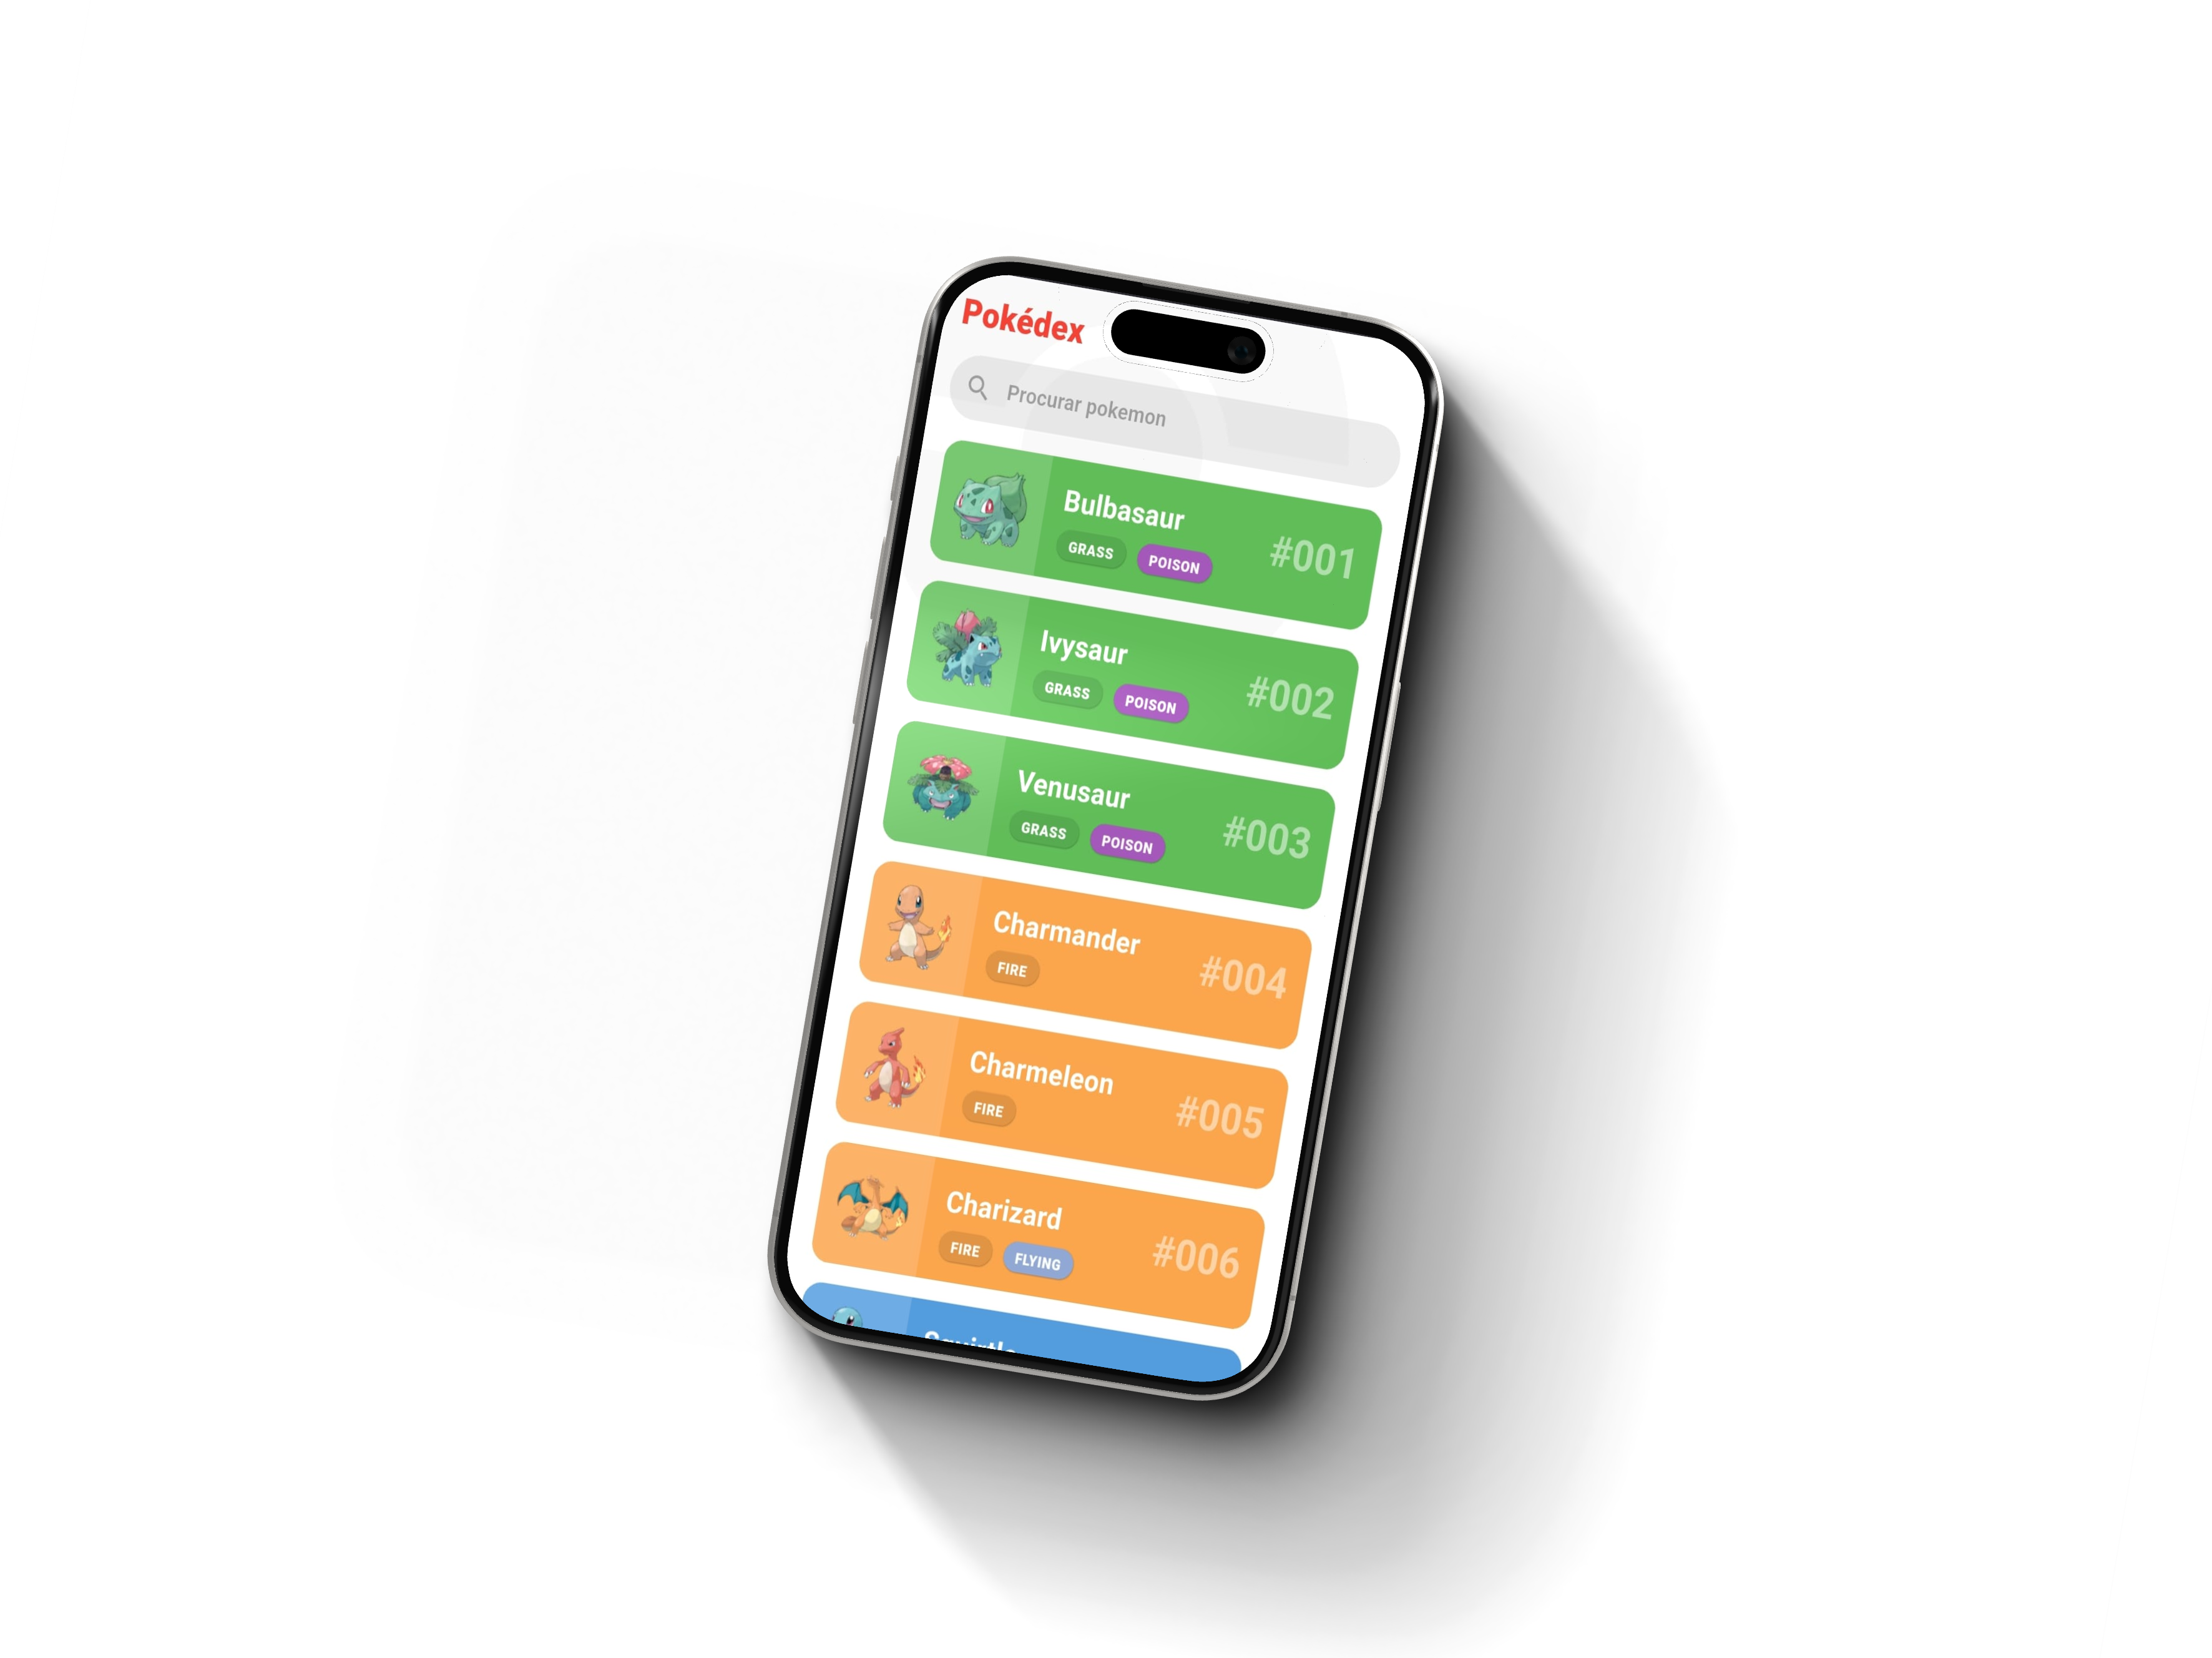 Pokédex
Procurar pokemon
Bulbasaur
GRASS POISON
#001
Ivysaur
GRASS POISON
#002
Venusaur
GRASS POISON
#003
Charmander
FIRE
#004
Charmeleon
FIRE
#005
Charizard
FIRE FLYING
#006
Squirtle